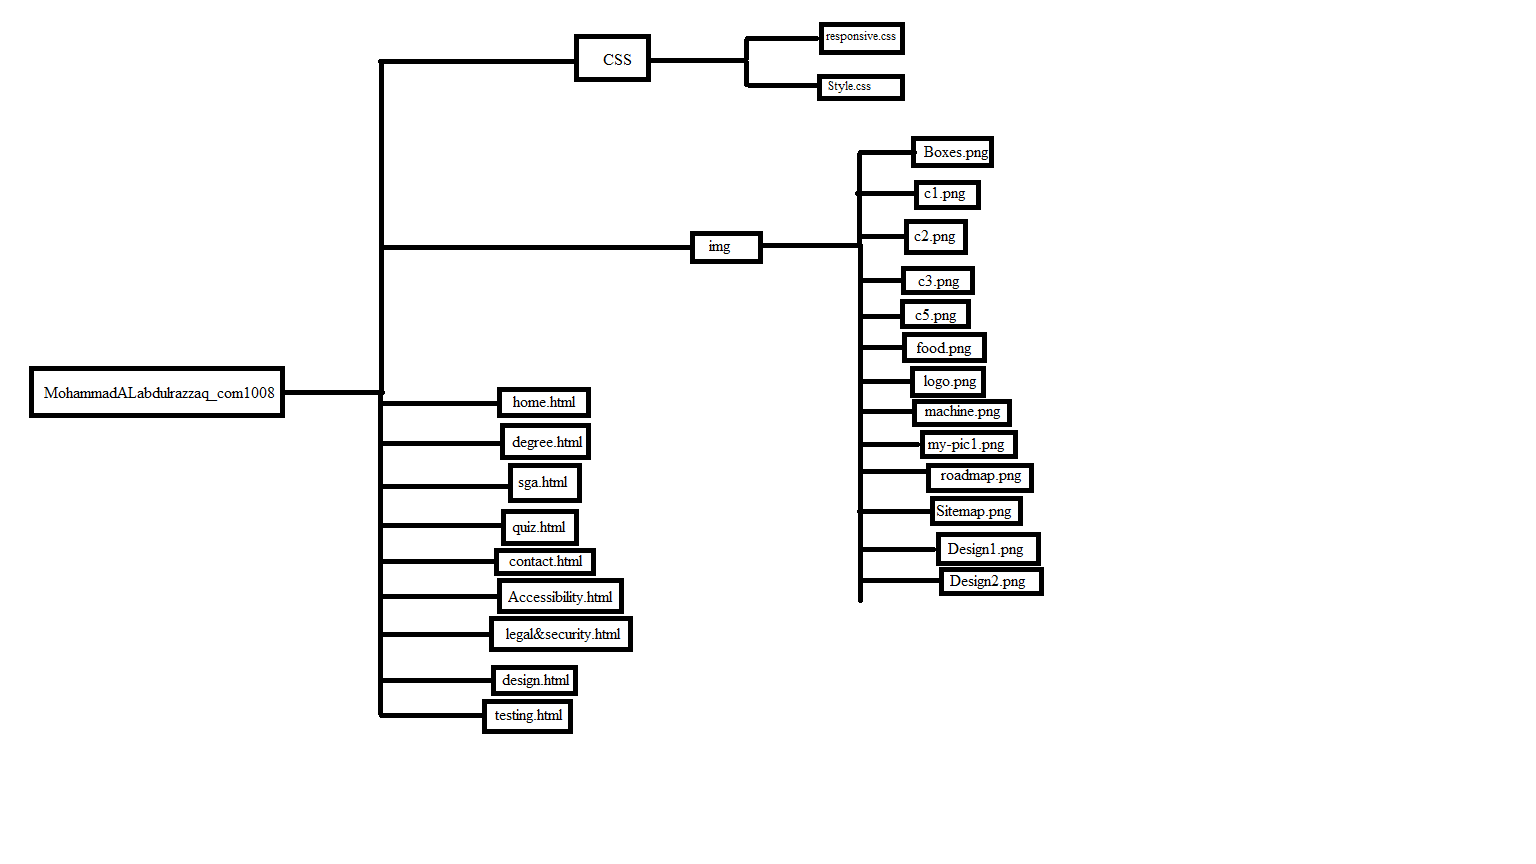 CSS
responsive.css
Style.css
img
Boxes.png
c1.png
c2.png
c3.png
c5.png
food.png
logo.png
machine.png
my-pic1.png
roadmap.png
Sitemap.png
Design1.png
Design2.png
MohammadALabdulrazzaq_com1008
home.html
degree.html
sga.html
quiz.html
contact.html
Accessibility.html
legal&security.html
design.html
testing.html